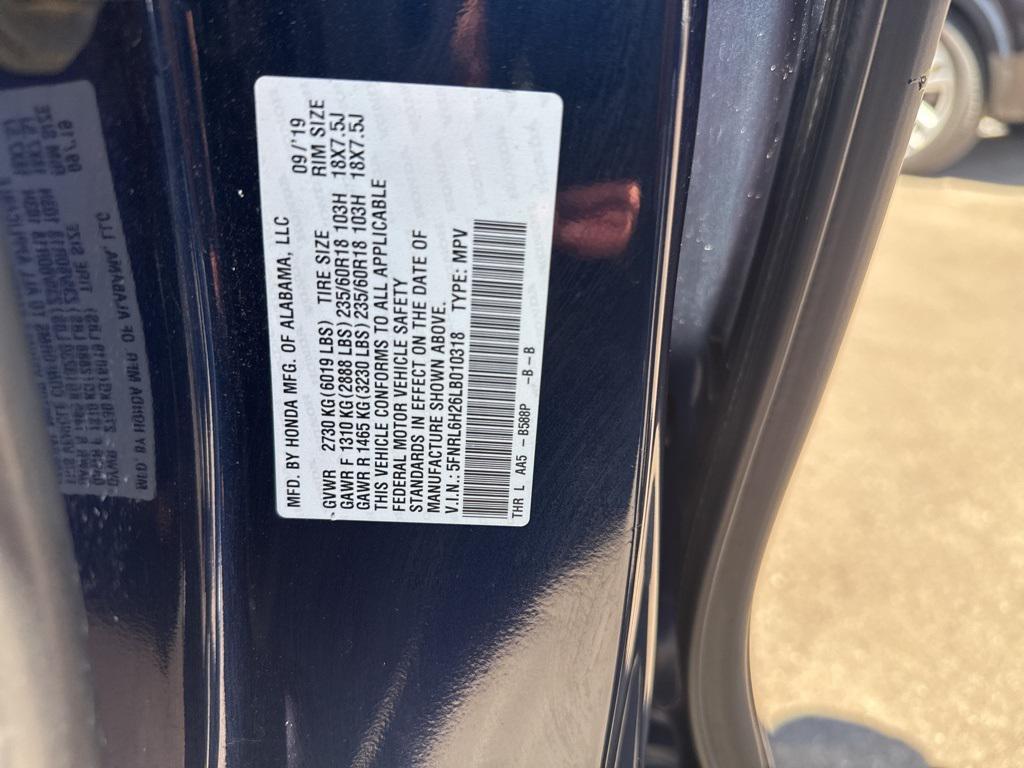 MFD. BY HONDA MFG. OF ALABAMA, LLC 09/'19
GVWR 2730 KG(6019 LBS) TIRE SIZE RIM SIZE
GAWR F 1310 KG(2888 LBS) 235/60R18 103H 18X7.5J
GAWR R 1465 KG(3230 LBS) 235/60R18 103H 18X7.5J
THIS VEHICLE CONFORMS TO ALL APPLICABLE
FEDERAL MOTOR VEHICLE SAFETY
STANDARDS IN EFFECT ON THE DATE OF
MANUFACTURE SHOWN ABOVE.
V.I.N.: 5FNRL6H26LB010318 TYPE: MPV
THR L AA5 - B588P -B-B